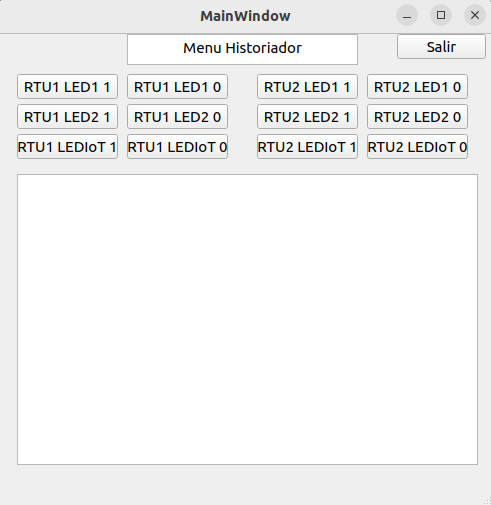 MainWindow
Menu Historiador
Salir
RTU1 LED1 1 RTU1 LED1 0 RTU2 LED1 1 RTU2 LED1 0
RTU1 LED2 1 RTU1 LED2 0 RTU2 LED2 1 RTU2 LED2 0
RTU1 LEDIoT 1 RTU1 LEDIoT 0 RTU2 LEDIoT 1 RTU2 LEDIoT 0